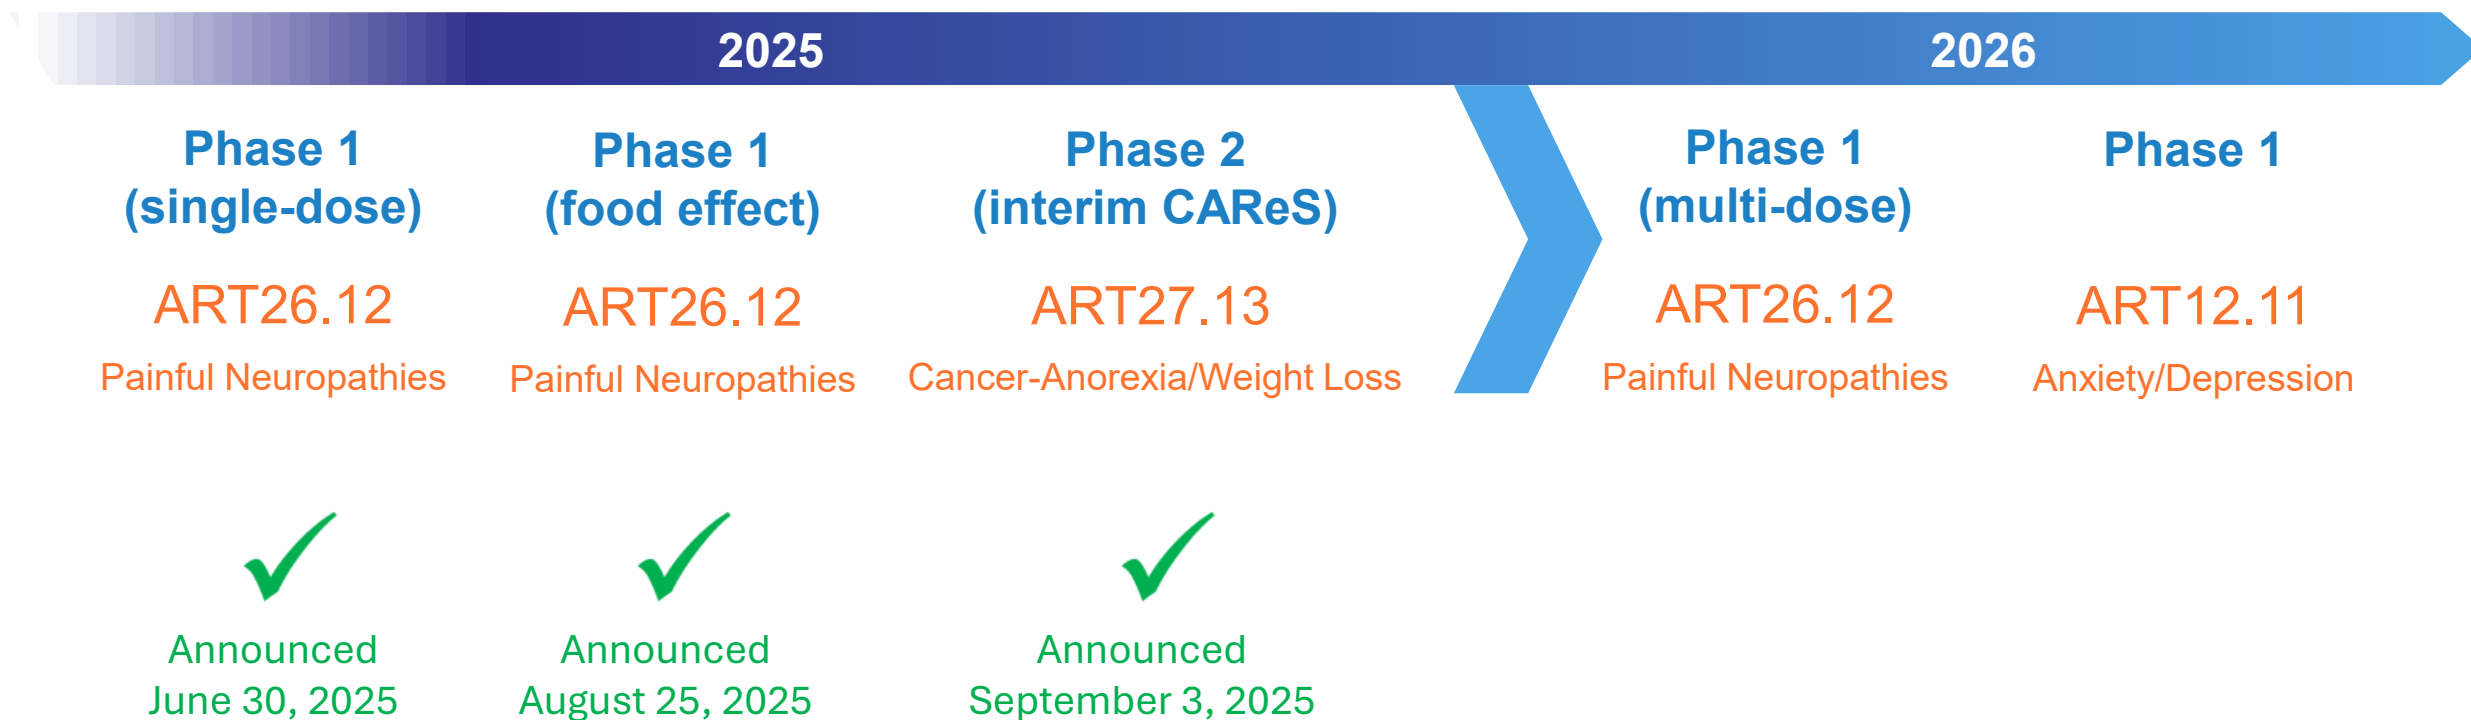 2025
2026
Phase 1
(single-dose)
ART26.12
Painful Neuropathies
Announced
June 30, 2025
Phase 1
(food effect)
ART26.12
Painful Neuropathies
Announced
August 25, 2025
Phase 2
(interim CAReS)
ART27.13
Cancer-Anorexia/Weight Loss
Announced
September 3, 2025
Phase 1
(multi-dose)
ART26.12
Painful Neuropathies
Phase 1
ART12.11
Anxiety/Depression